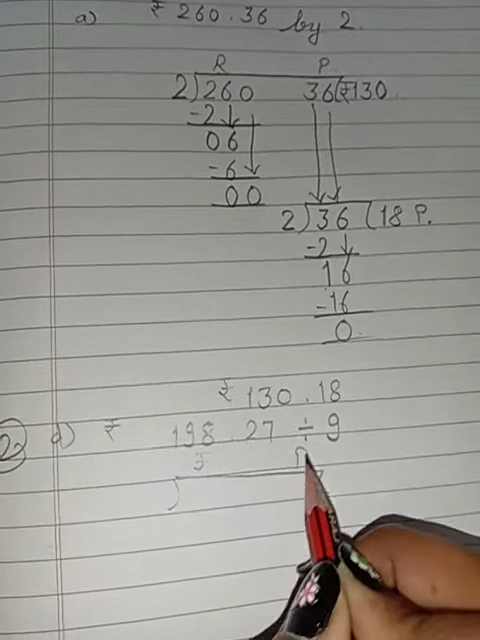 a) ₹ 260.36 by 2.
R P.
2)260 36(₹130.
-2
06
-6
00
2)36(18 P.
-2
16
-16
0.
₹ 130.18
2) d) ₹ 198.27 ÷ 9
₹ P
)